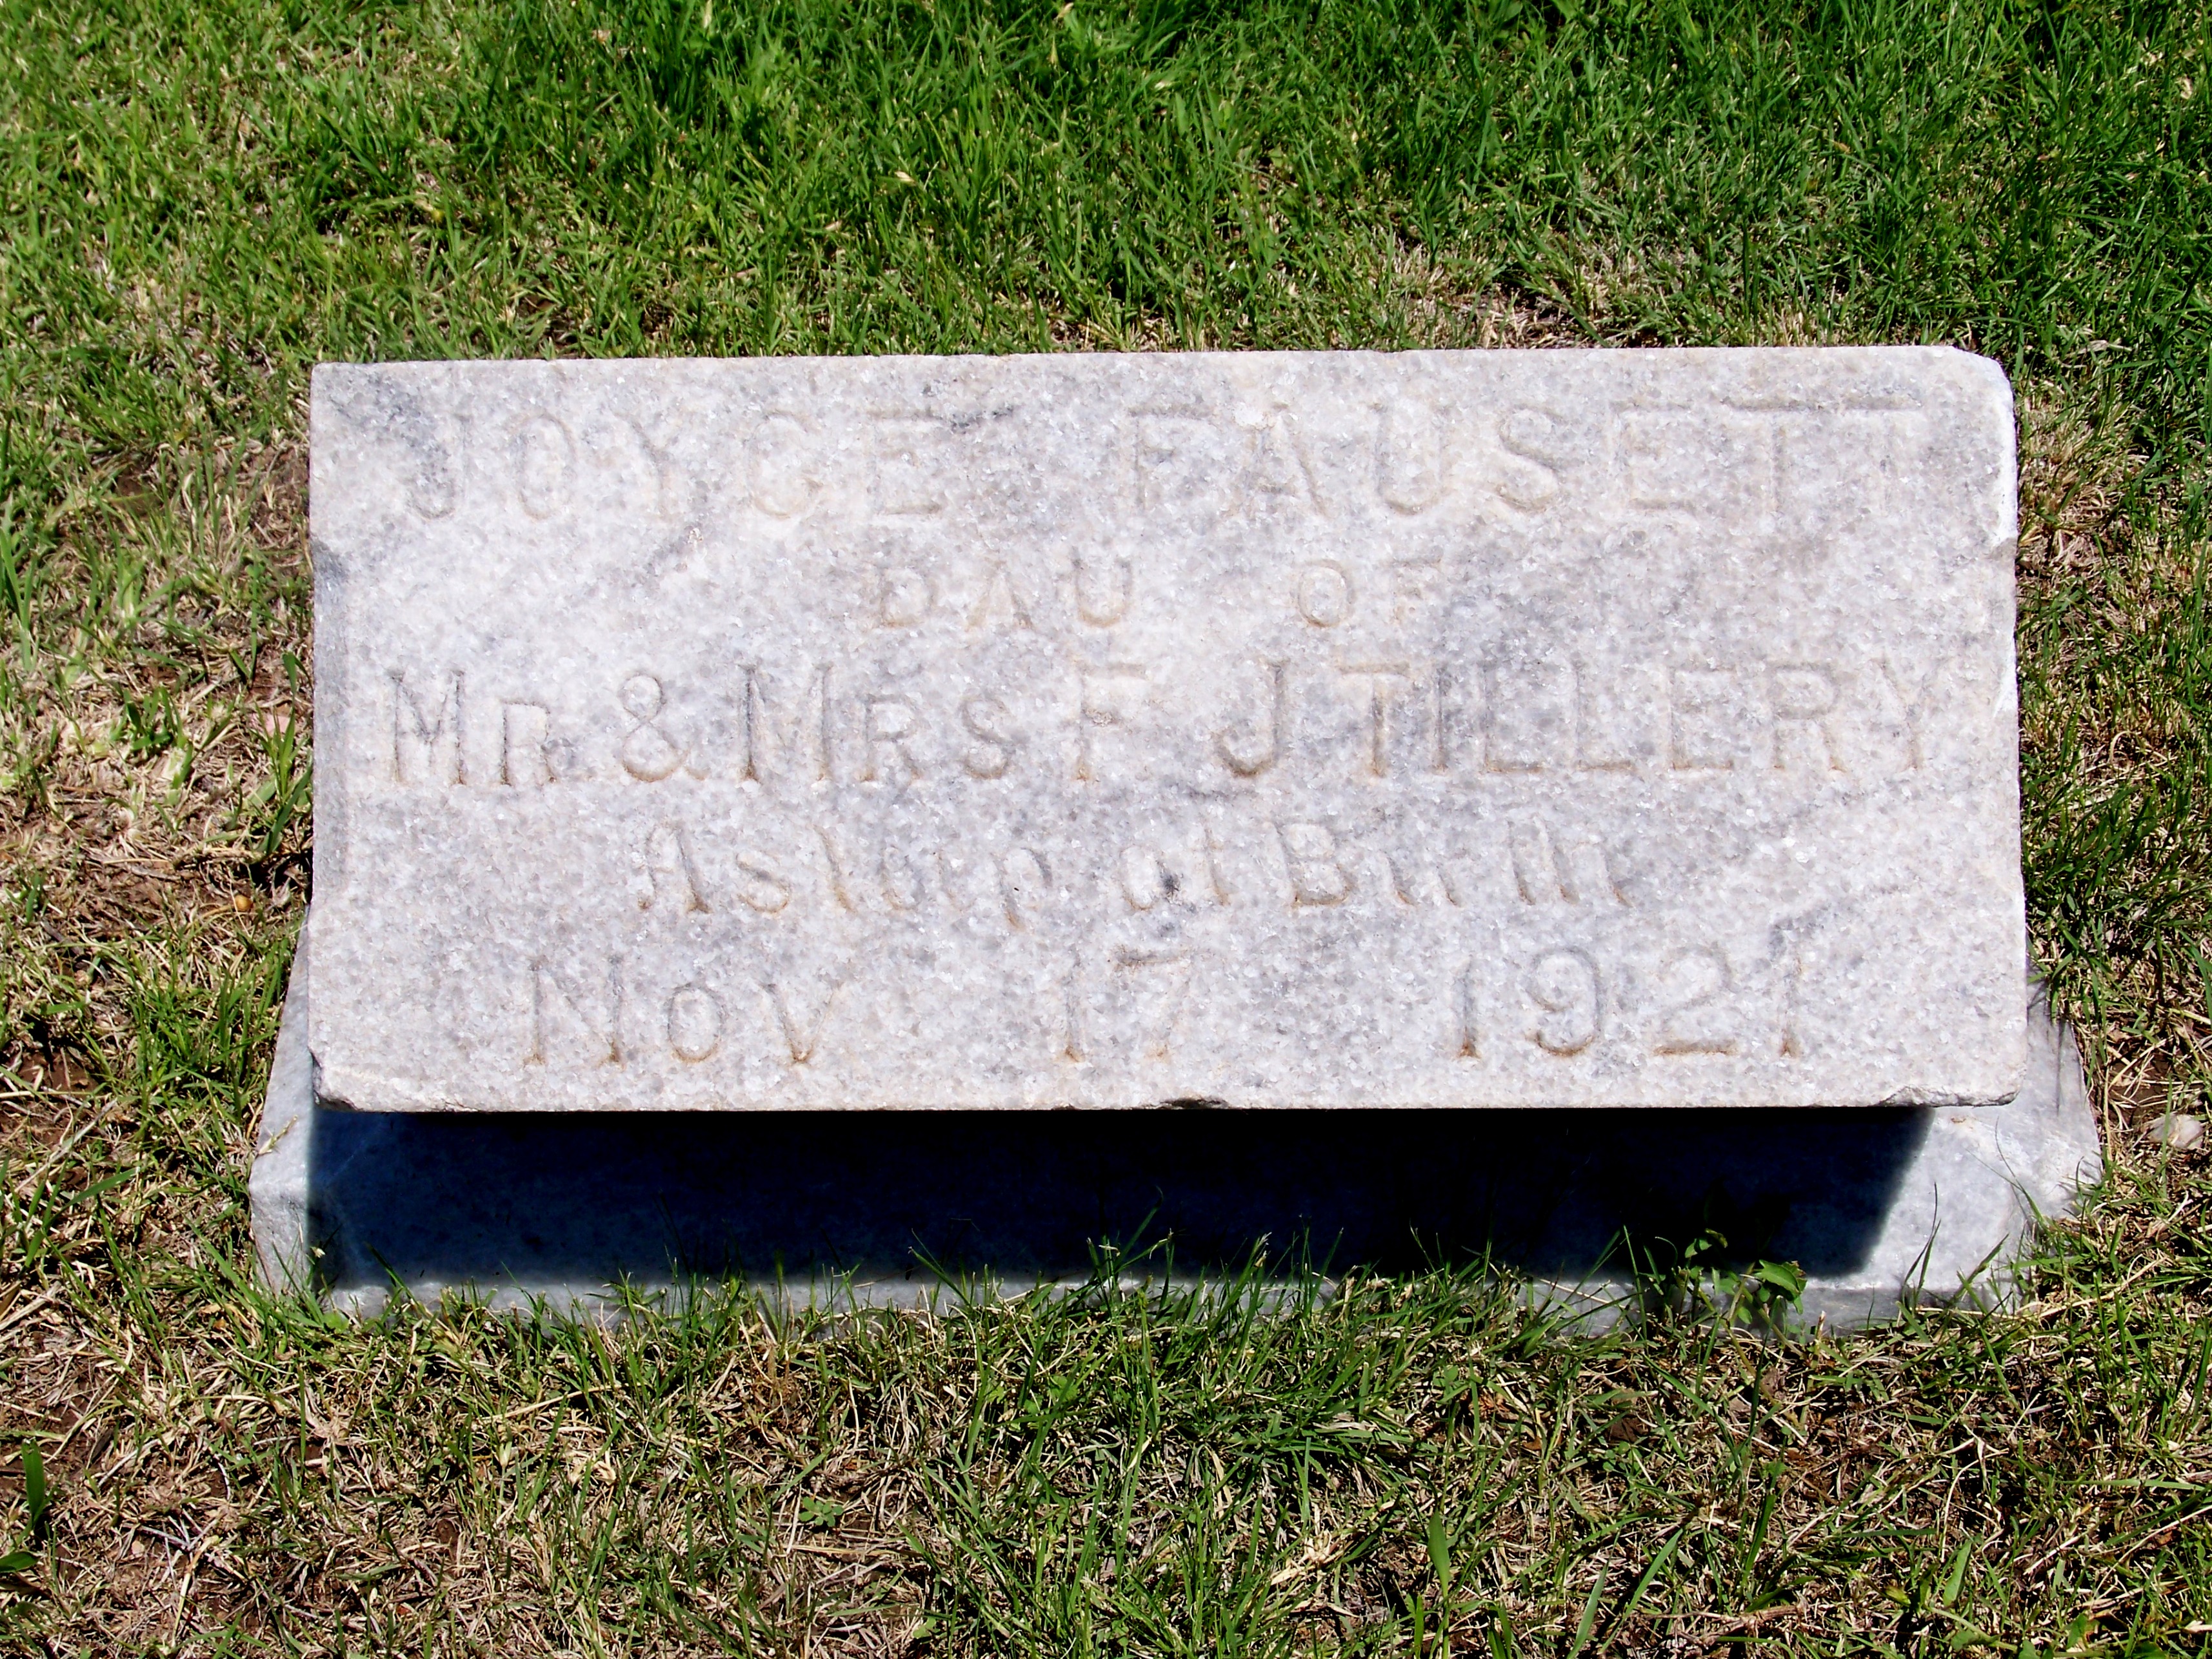 JOYCE FAUSETT
DAU OF
MR. & MRS F. J. TILLERY
Asleep at Birth
NOV 17 1921